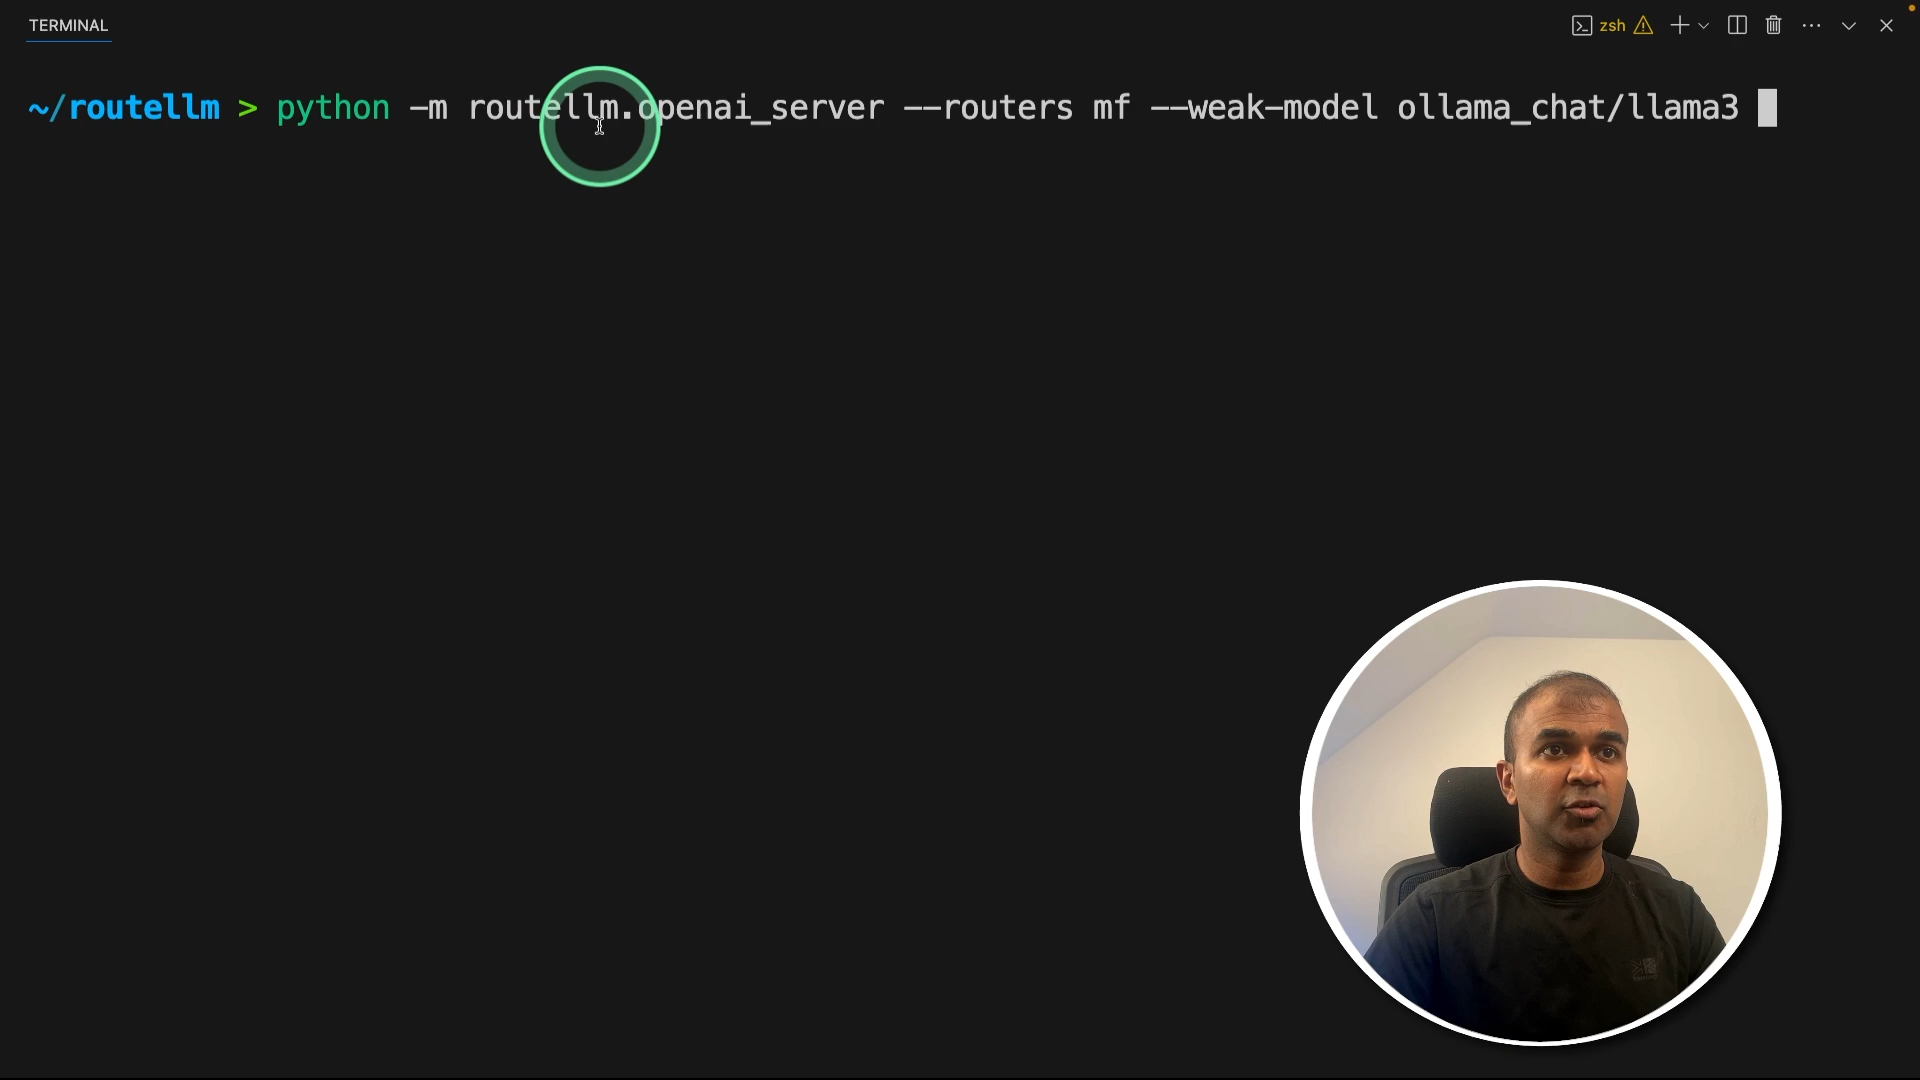 TERMINAL
zsh
~/routellm > python -m routellm.openai_server --routers mf --weak-model ollama_chat/llama3